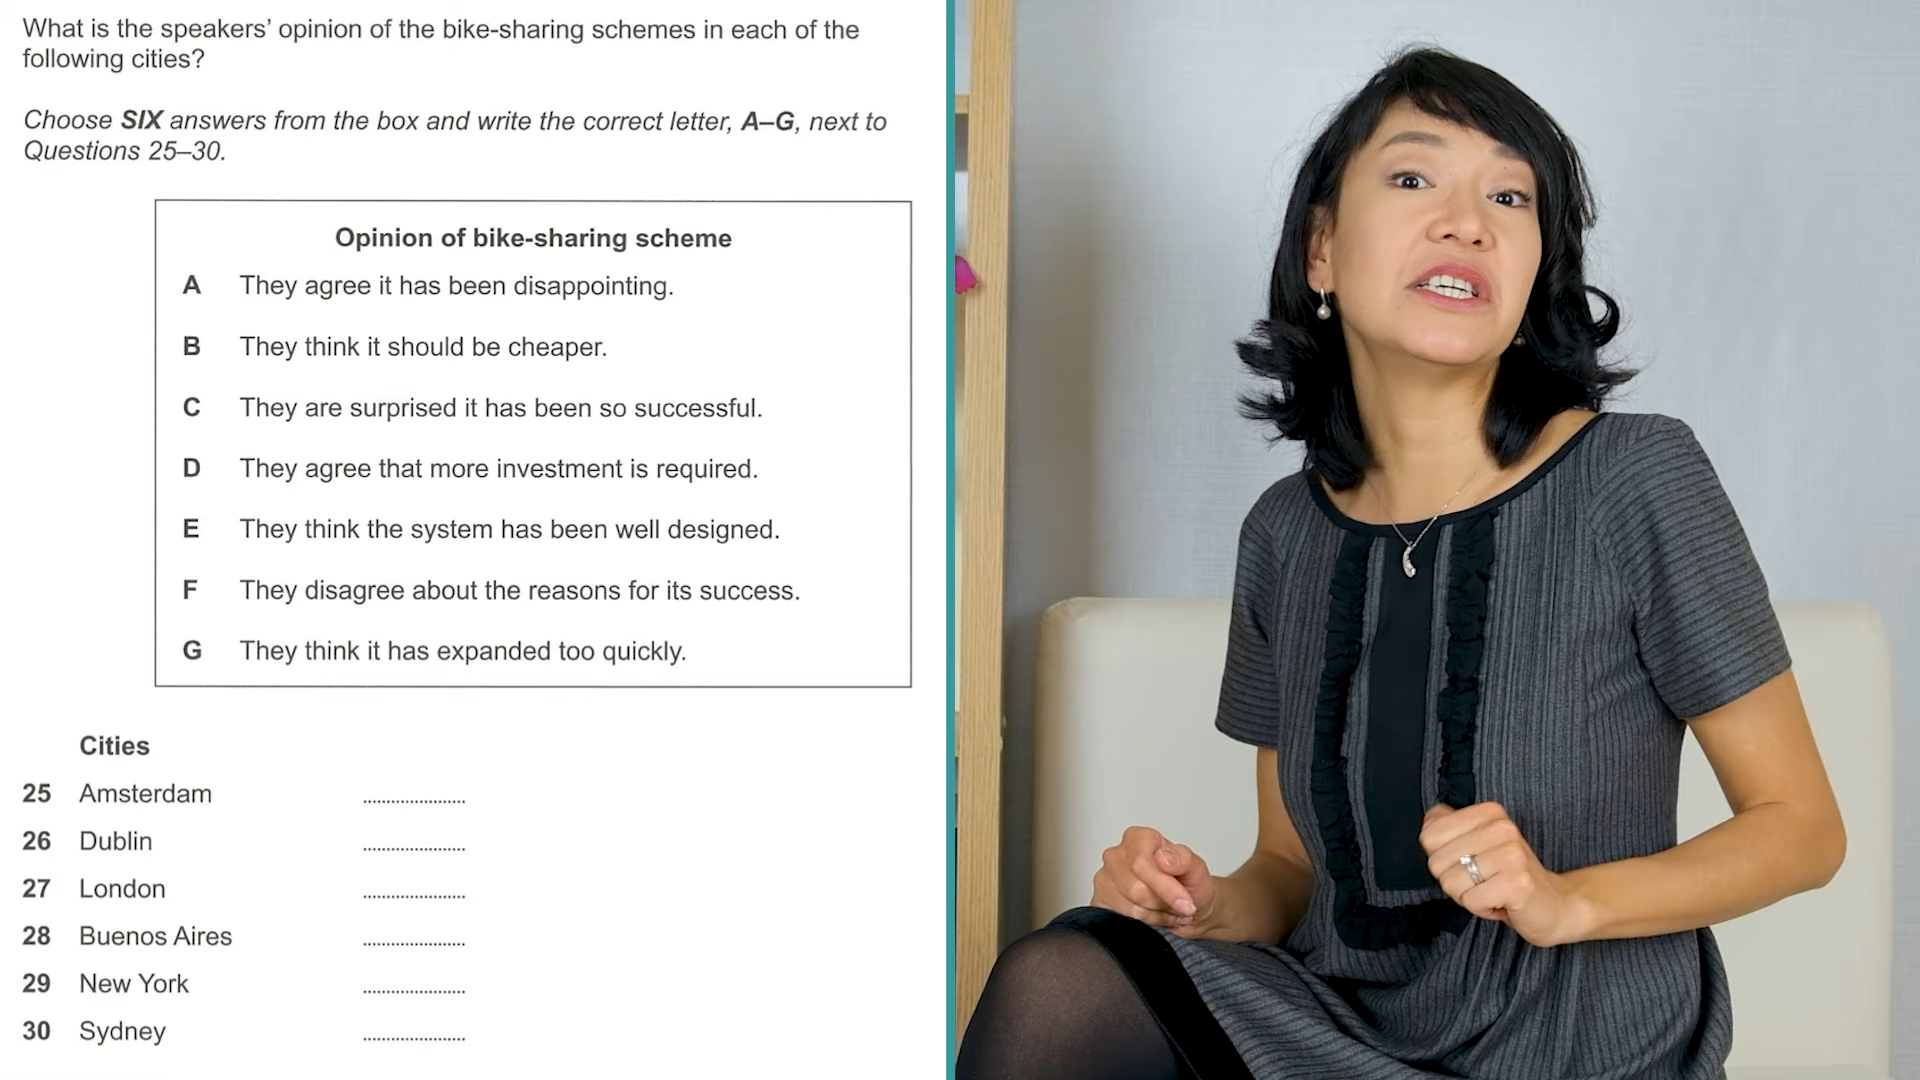 What is the speakers’ opinion of the bike-sharing schemes in each of the
following cities?
Choose SIX answers from the box and write the correct letter, A–G, next to
Questions 25–30.
Opinion of bike-sharing scheme
A They agree it has been disappointing.
B They think it should be cheaper.
C They are surprised it has been so successful.
D They agree that more investment is required.
E They think the system has been well designed.
F They disagree about the reasons for its success.
G They think it has expanded too quickly.
Cities
25 Amsterdam ......................
26 Dublin ......................
27 London ......................
28 Buenos Aires ......................
29 New York ......................
30 Sydney ......................